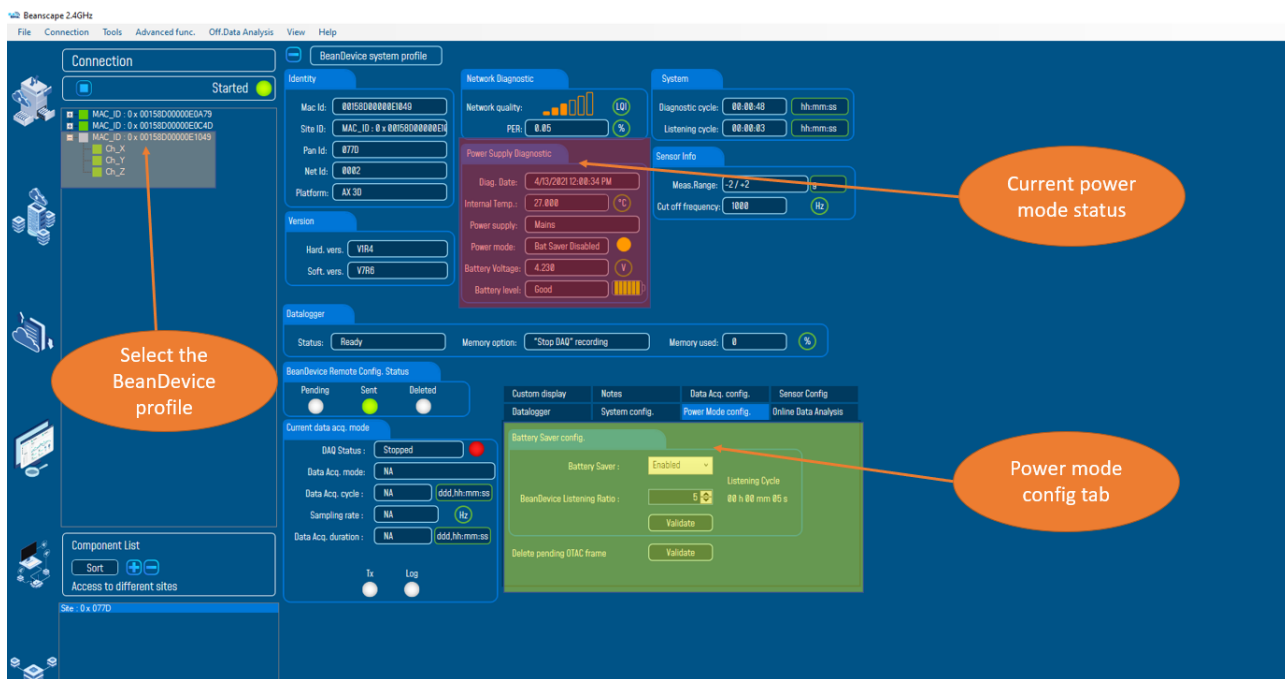 Beanscape 2.4GHz
File Connection Tools Advanced func. Off.Data Analysis View Help
Connection
Started
MAC_ID : 0 x 00158D00000E0A79
MAC_ID : 0 x 00158D00000E0C4D
MAC_ID : 0 x 00158D00000E1049
Ch_X
Ch_Y
Ch_Z
Select the
BeanDevice
profile
Component List
Sort
Access to different sites
Site : 0 x 077D
BeanDevice system profile
Identity
Mac Id: 00158D00000E1049
Site ID: MAC_ID : 0 x 00158D00000E1
Pan Id: 077D
Net Id: 0002
Platform: AX 3D
Version
Hard. vers. V1R4
Soft. vers. V7R6
Network Diagnostic
Network quality: LQI
PER: 0.05 %
Power Supply Diagnostic
Diag. Date: 4/13/2021 12:00:34 PM
Internal Temp.: 27.000 °C
Power supply: Mains
Power mode: Bat Saver Disabled
Battery Voltage: 4.230 V
Battery level: Good
System
Diagnostic cycle: 00:00:48 hh:mm:ss
Listening cycle: 00:00:03 hh:mm:ss
Sensor Info
Meas.Range: -2 / +2 g
Cut off frequency: 1000 Hz
Current power
mode status
Datalogger
Status: Ready Memory option: "Stop DAQ" recording Memory used: 0 %
BeanDevice Remote Config. Status
Pending Sent Deleted
Current data acq. mode
DAQ Status : Stopped
Data Acq. mode: NA
Data Acq. cycle : NA ddd,hh:mm:ss
Sampling rate : NA Hz
Data Acq. duration : NA ddd,hh:mm:ss
Tx Log
Custom display Notes Data Acq. config. Sensor Config
Datalogger System config. Power Mode config. Online Data Analysis
Battery Saver config.
Battery Saver : Enabled
Listening Cycle
BeanDevice Listening Ratio : 5 00 h 00 mm 05 s
Validate
Delete pending OTAC frame Validate
Power mode
config tab